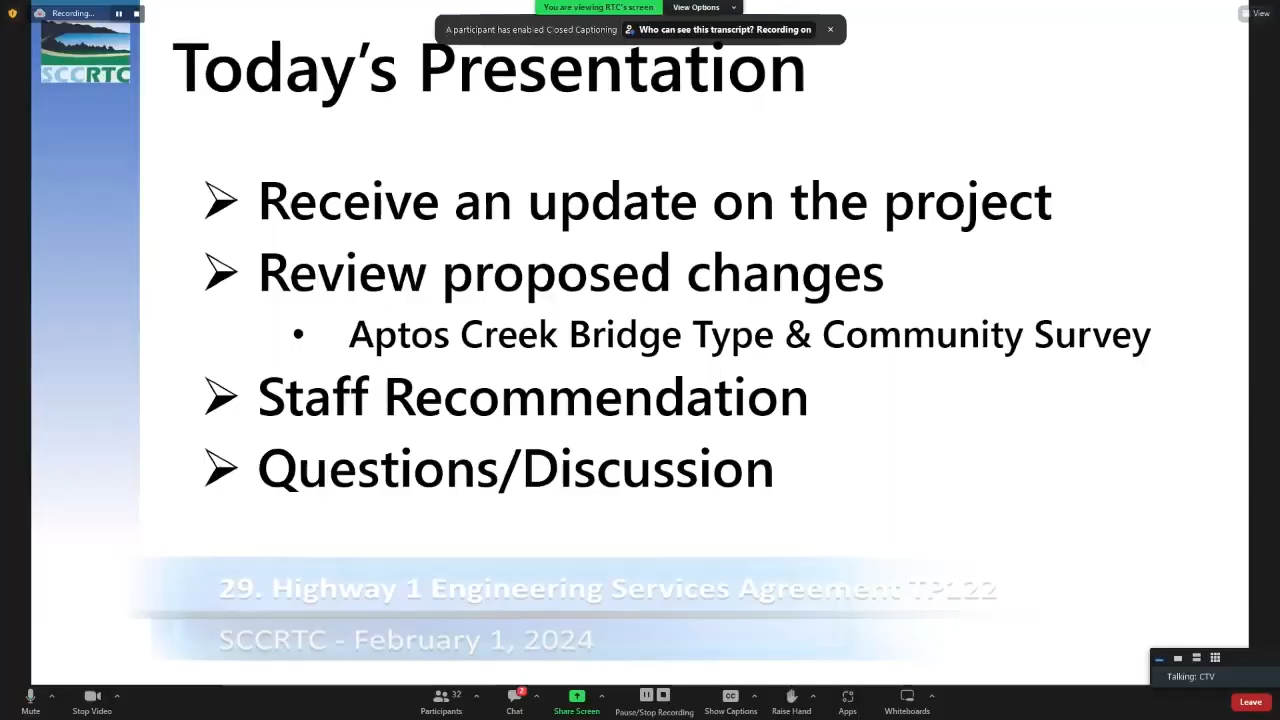 Recording...
You are viewing RTC's screen
View Options
View
A participant has enabled Closed Captioning
Who can see this transcript? Recording on
SCCRTC
Today's Presentation
Receive an update on the project
Review proposed changes
• Aptos Creek Bridge Type & Community Survey
Staff Recommendation
Questions/Discussion
29. Highway 1 Engineering Services Agreement TP122
SCCRTC - February 1, 2024
Talking: CTV
32
2
Mute
Stop Video
Participants
Chat
Share Screen
Pause/Stop Recording
Show Captions
Raise Hand
Apps
Whiteboards
Leave